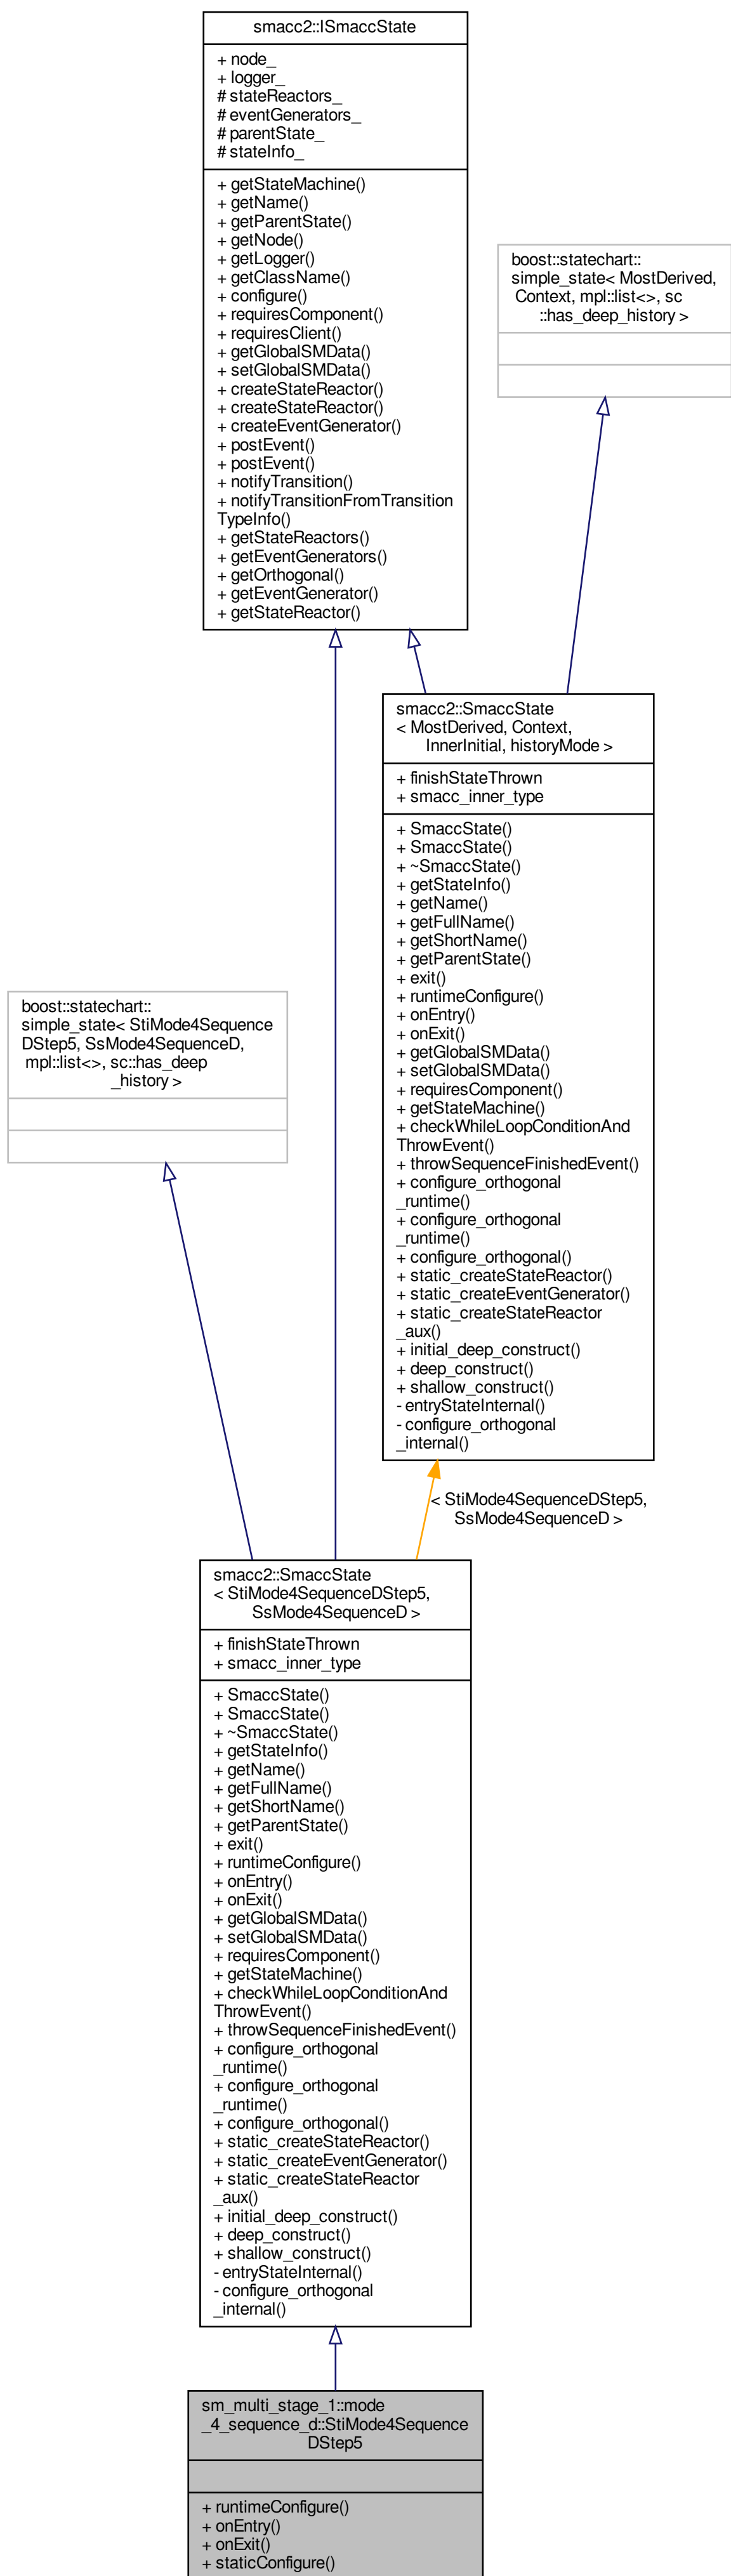 smacc2::ISmaccState
+ node_
+ logger_
# stateReactors_
# eventGenerators_
# parentState_
# stateInfo_
+ getStateMachine()
+ getName()
+ getParentState()
+ getNode()
+ getLogger()
+ getClassName()
+ configure()
+ requiresComponent()
+ requiresClient()
+ getGlobalSMData()
+ setGlobalSMData()
+ createStateReactor()
+ createStateReactor()
+ createEventGenerator()
+ postEvent()
+ postEvent()
+ notifyTransition()
+ notifyTransitionFromTransition
TypeInfo()
+ getStateReactors()
+ getEventGenerators()
+ getOrthogonal()
+ getEventGenerator()
+ getStateReactor()
boost::statechart::
simple_state< MostDerived,
Context, mpl::list<>, sc
::has_deep_history >
smacc2::SmaccState
< MostDerived, Context,
InnerInitial, historyMode >
+ finishStateThrown
+ smacc_inner_type
+ SmaccState()
+ SmaccState()
+ ~SmaccState()
+ getStateInfo()
+ getName()
+ getFullName()
+ getShortName()
+ getParentState()
+ exit()
+ runtimeConfigure()
+ onEntry()
+ onExit()
+ getGlobalSMData()
+ setGlobalSMData()
+ requiresComponent()
+ getStateMachine()
+ checkWhileLoopConditionAnd
ThrowEvent()
+ throwSequenceFinishedEvent()
+ configure_orthogonal
_runtime()
+ configure_orthogonal
_runtime()
+ configure_orthogonal()
+ static_createStateReactor()
+ static_createEventGenerator()
+ static_createStateReactor
_aux()
+ initial_deep_construct()
+ deep_construct()
+ shallow_construct()
- entryStateInternal()
- configure_orthogonal
_internal()
boost::statechart::
simple_state< StiMode4Sequence
DStep5, SsMode4SequenceD,
mpl::list<>, sc::has_deep
_history >
< StiMode4SequenceDStep5,
SsMode4SequenceD >
smacc2::SmaccState
< StiMode4SequenceDStep5,
SsMode4SequenceD >
+ finishStateThrown
+ smacc_inner_type
+ SmaccState()
+ SmaccState()
+ ~SmaccState()
+ getStateInfo()
+ getName()
+ getFullName()
+ getShortName()
+ getParentState()
+ exit()
+ runtimeConfigure()
+ onEntry()
+ onExit()
+ getGlobalSMData()
+ setGlobalSMData()
+ requiresComponent()
+ getStateMachine()
+ checkWhileLoopConditionAnd
ThrowEvent()
+ throwSequenceFinishedEvent()
+ configure_orthogonal
_runtime()
+ configure_orthogonal
_runtime()
+ configure_orthogonal()
+ static_createStateReactor()
+ static_createEventGenerator()
+ static_createStateReactor
_aux()
+ initial_deep_construct()
+ deep_construct()
+ shallow_construct()
- entryStateInternal()
- configure_orthogonal
_internal()
sm_multi_stage_1::mode
_4_sequence_d::StiMode4Sequence
DStep5
+ runtimeConfigure()
+ onEntry()
+ onExit()
+ staticConfigure()